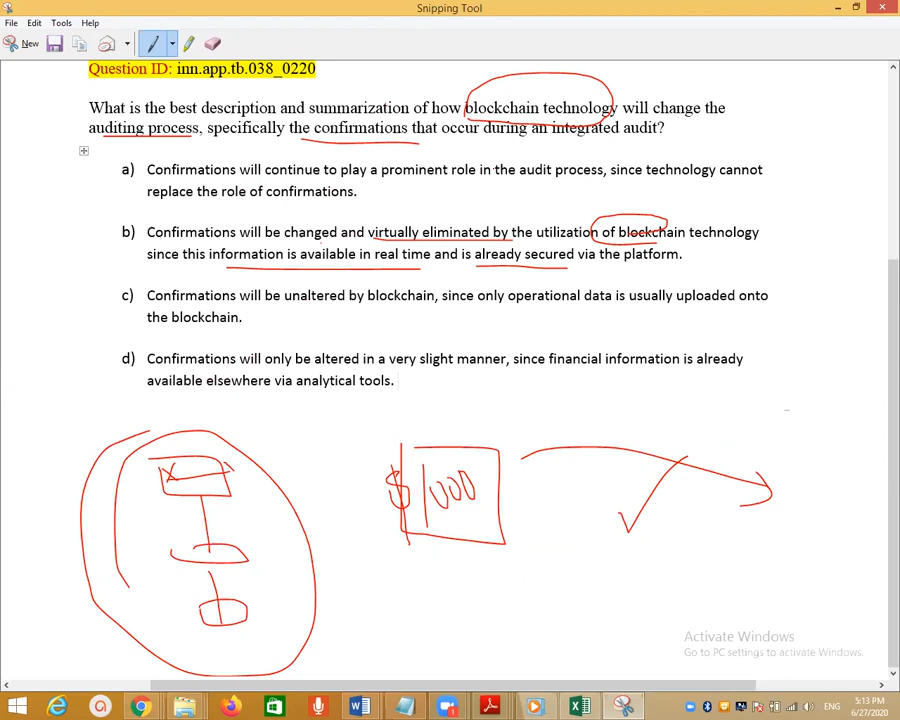 Snipping Tool
File Edit Tools Help
New
Question ID: inn.app.tb.038_0220
What is the best description and summarization of how blockchain technology will change the
auditing process, specifically the confirmations that occur during an integrated audit?
a) Confirmations will continue to play a prominent role in the audit process, since technology cannot
replace the role of confirmations.
b) Confirmations will be changed and virtually eliminated by the utilization of blockchain technology
since this information is available in real time and is already secured via the platform.
c) Confirmations will be unaltered by blockchain, since only operational data is usually uploaded onto
the blockchain.
d) Confirmations will only be altered in a very slight manner, since financial information is already
available elsewhere via analytical tools.
$ 1000
Activate Windows
Go to PC settings to activate Windows.
ENG
5:13 PM
6/27/2020